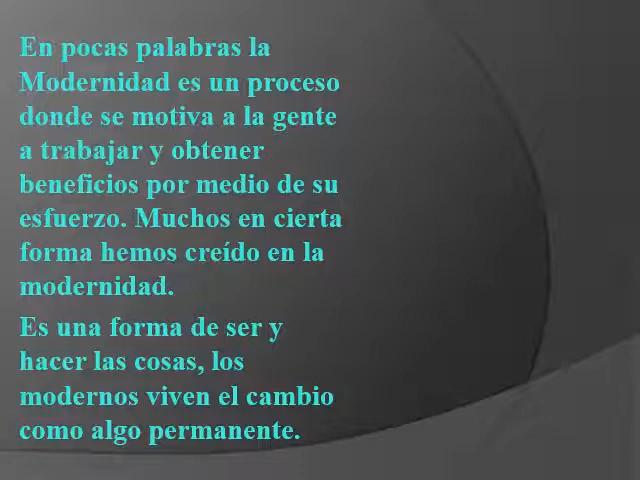 En pocas palabras la
Modernidad es un proceso
donde se motiva a la gente
a trabajar y obtener
beneficios por medio de su
esfuerzo. Muchos en cierta
forma hemos creído en la
modernidad.
Es una forma de ser y
hacer las cosas, los
modernos viven el cambio
como algo permanente.